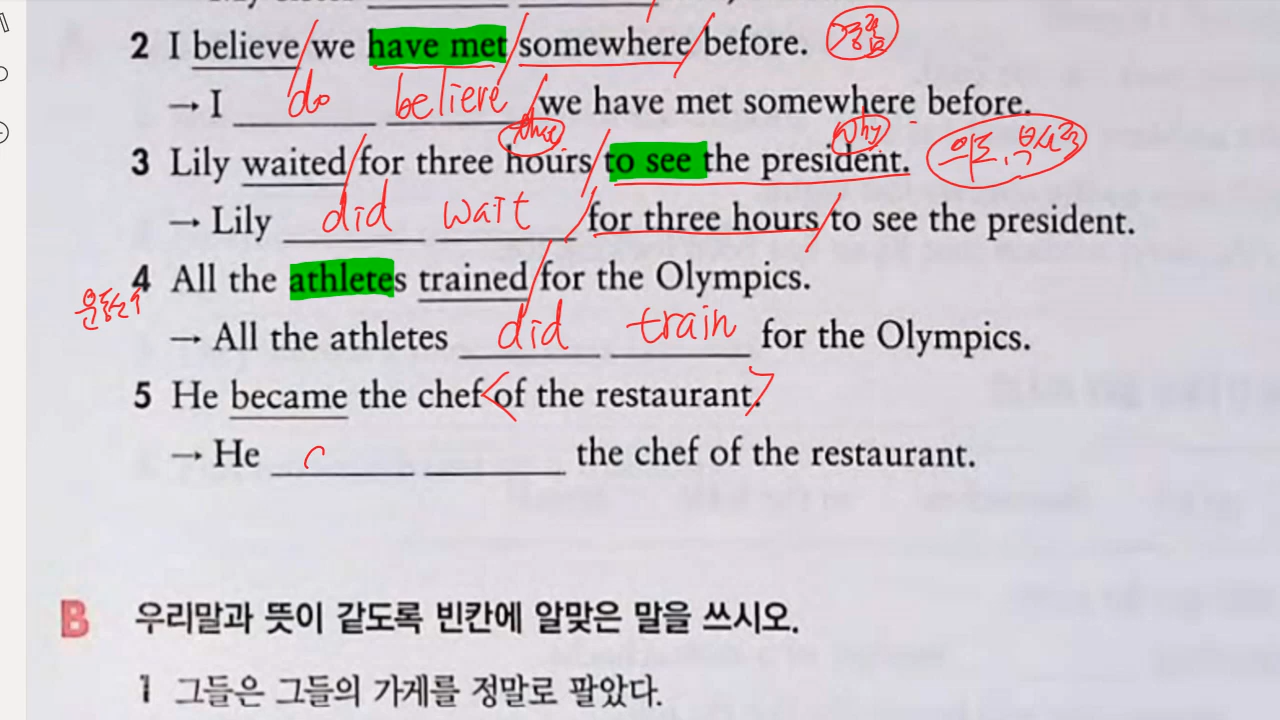 2 I believe/we have met/somewhere/before. 경험
→ I do believe /we have met somewhere before.
3 Lily waited/for three hours/to see the president. why
→ Lily did wait /for three hours/to see the president.
4 All the athletes trained/for the Olympics.
운동선수
→ All the athletes did train for the Olympics.
5 He became the chef<of the restaurant.>
→ He ______ ______ the chef of the restaurant.
B 우리말과 뜻이 같도록 빈칸에 알맞은 말을 쓰시오.
1 그들은 그들의 가게를 정말로 팔았다.